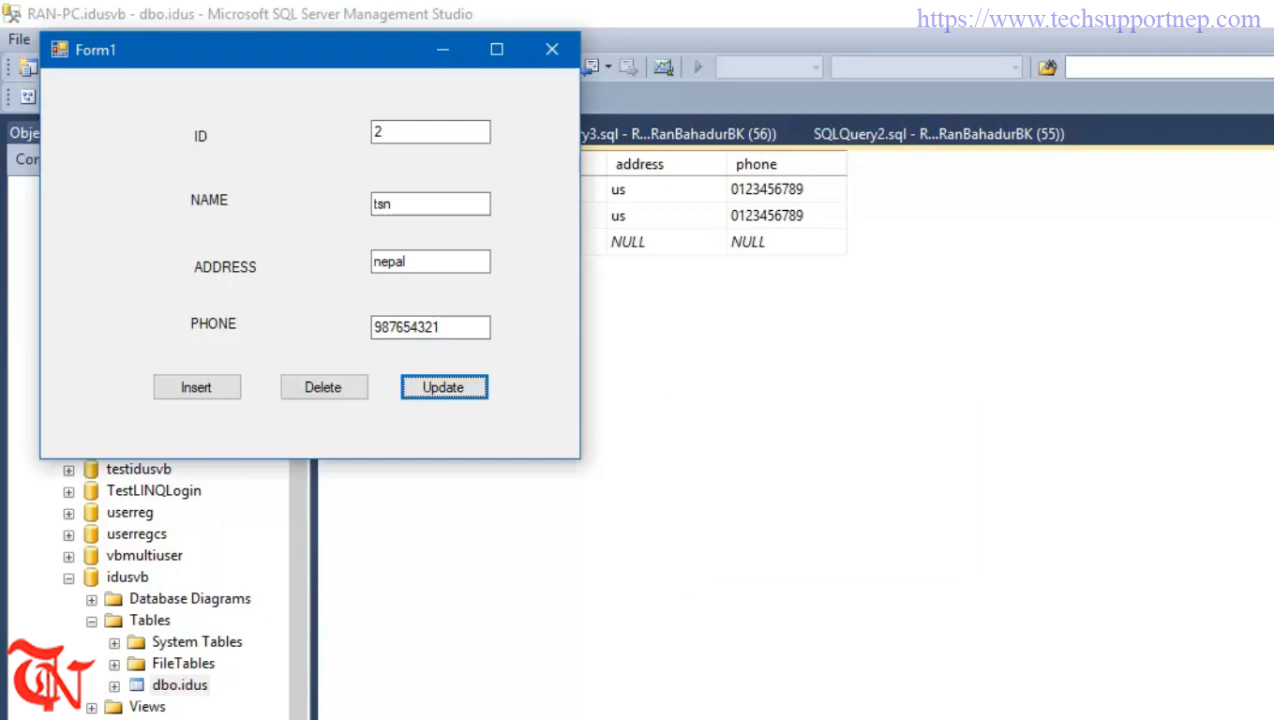 RAN-PC.idusvb - dbo.idus - Microsoft SQL Server Management Studio
https://www.techsupportnep.com
File
Form1
Obje
ry3.sql - R...RanBahadurBK (56))
SQLQuery2.sql - R...RanBahadurBK (55))
Con
address phone
us 0123456789
us 0123456789
NULL NULL
ID 2
NAME tsn
ADDRESS nepal
PHONE 987654321
Insert Delete Update
testidusvb
TestLINQLogin
userreg
userregcs
vbmultiuser
idusvb
Database Diagrams
Tables
System Tables
FileTables
dbo.idus
Views
TN